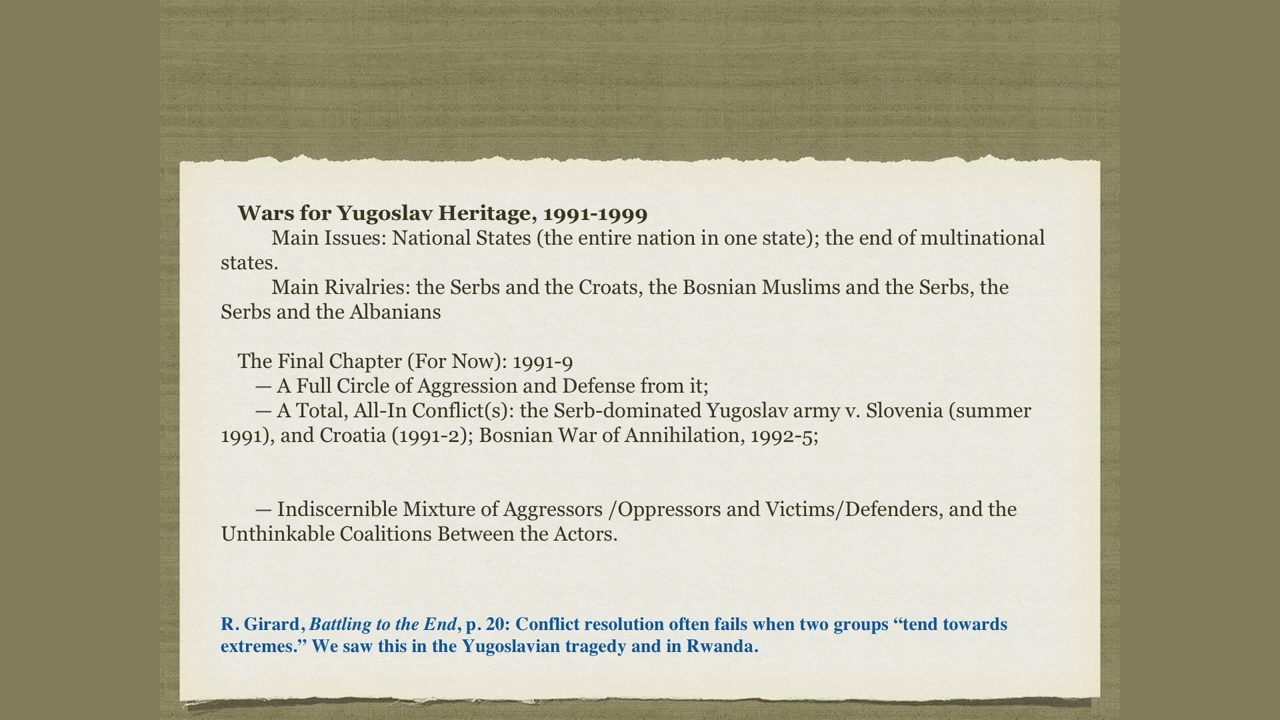 Wars for Yugoslav Heritage, 1991-1999
Main Issues: National States (the entire nation in one state); the end of multinational
states.
Main Rivalries: the Serbs and the Croats, the Bosnian Muslims and the Serbs, the
Serbs and the Albanians
The Final Chapter (For Now): 1991-9
— A Full Circle of Aggression and Defense from it;
— A Total, All-In Conflict(s): the Serb-dominated Yugoslav army v. Slovenia (summer
1991), and Croatia (1991-2); Bosnian War of Annihilation, 1992-5;
— Indiscernible Mixture of Aggressors /Oppressors and Victims/Defenders, and the
Unthinkable Coalitions Between the Actors.
R. Girard, Battling to the End, p. 20: Conflict resolution often fails when two groups “tend towards
extremes.” We saw this in the Yugoslavian tragedy and in Rwanda.